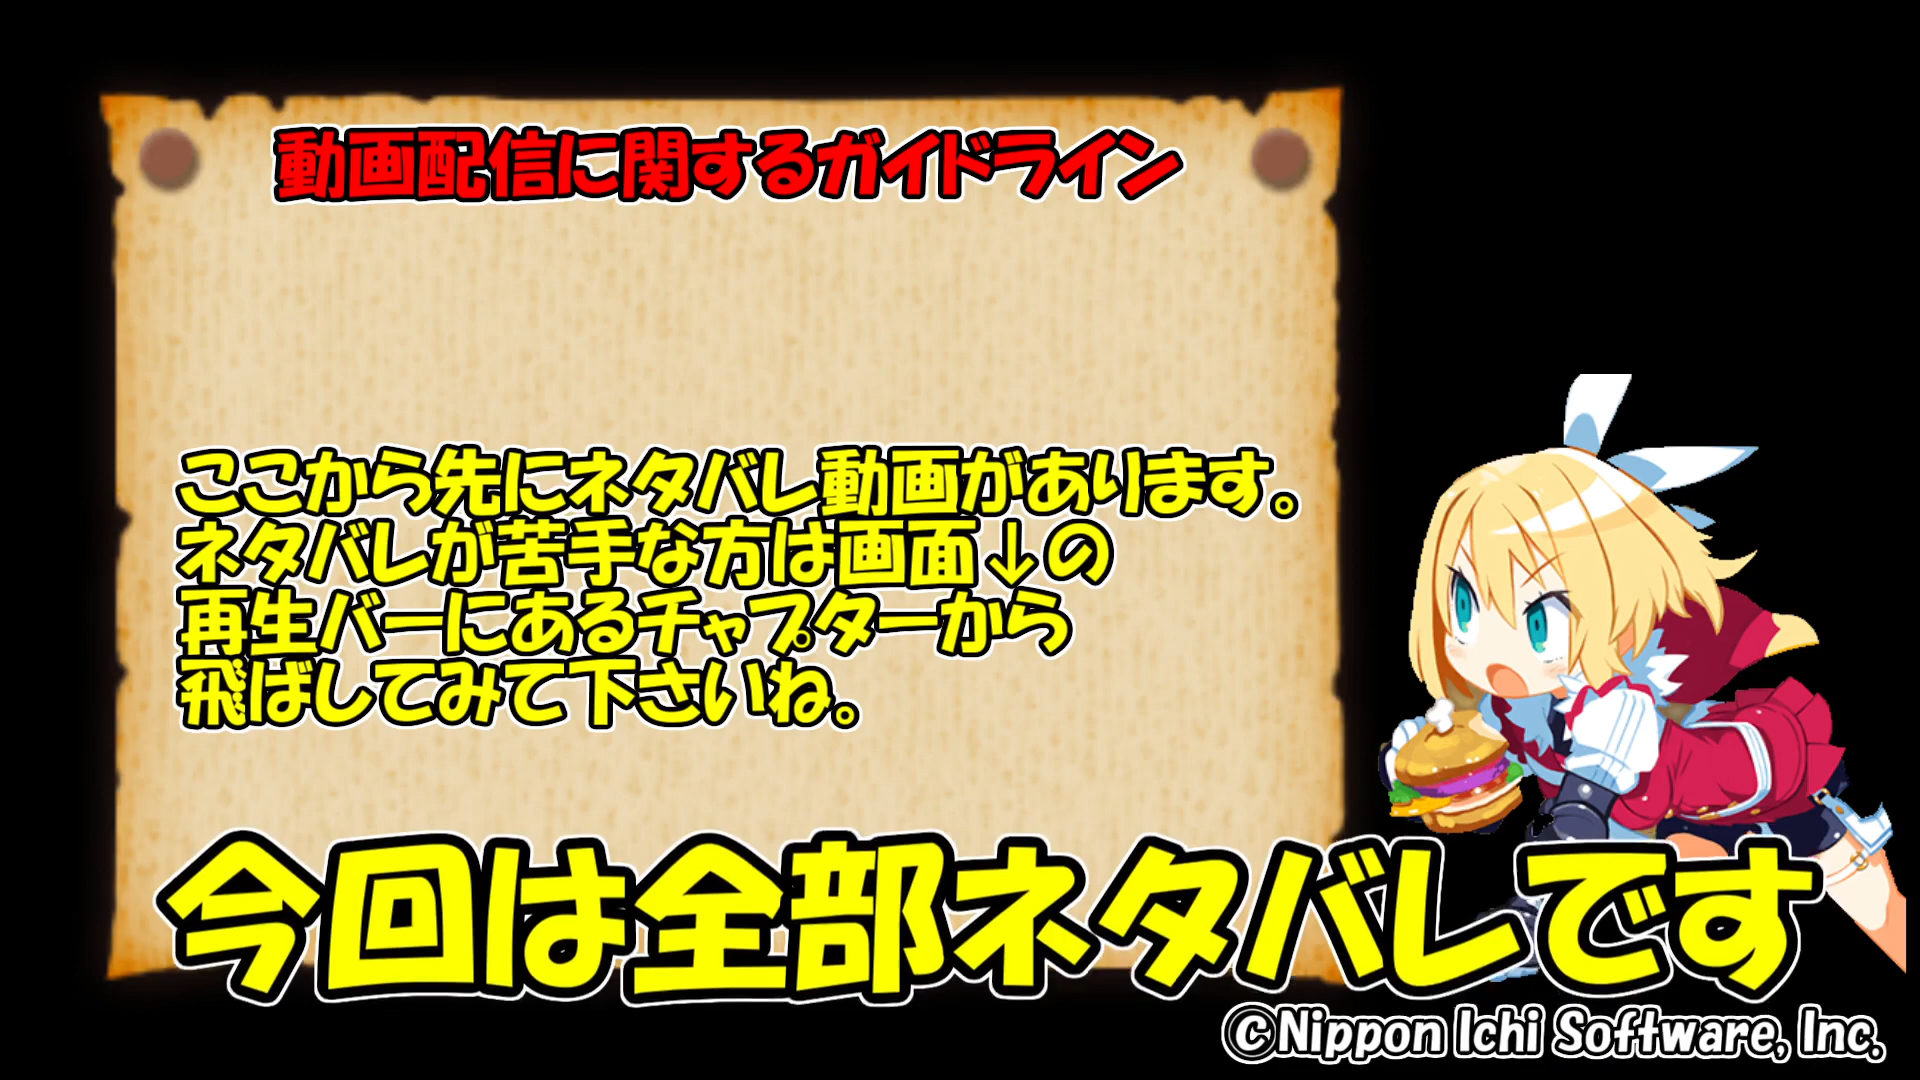 動画配信に関するガイドライン
ここから先にネタバレ動画があります。
ネタバレが苦手な方は画面↓の
再生バーにあるチャプターから
飛ばしてみて下さいね。
今回は全部ネタバレです
©Nippon Ichi Software, Inc.